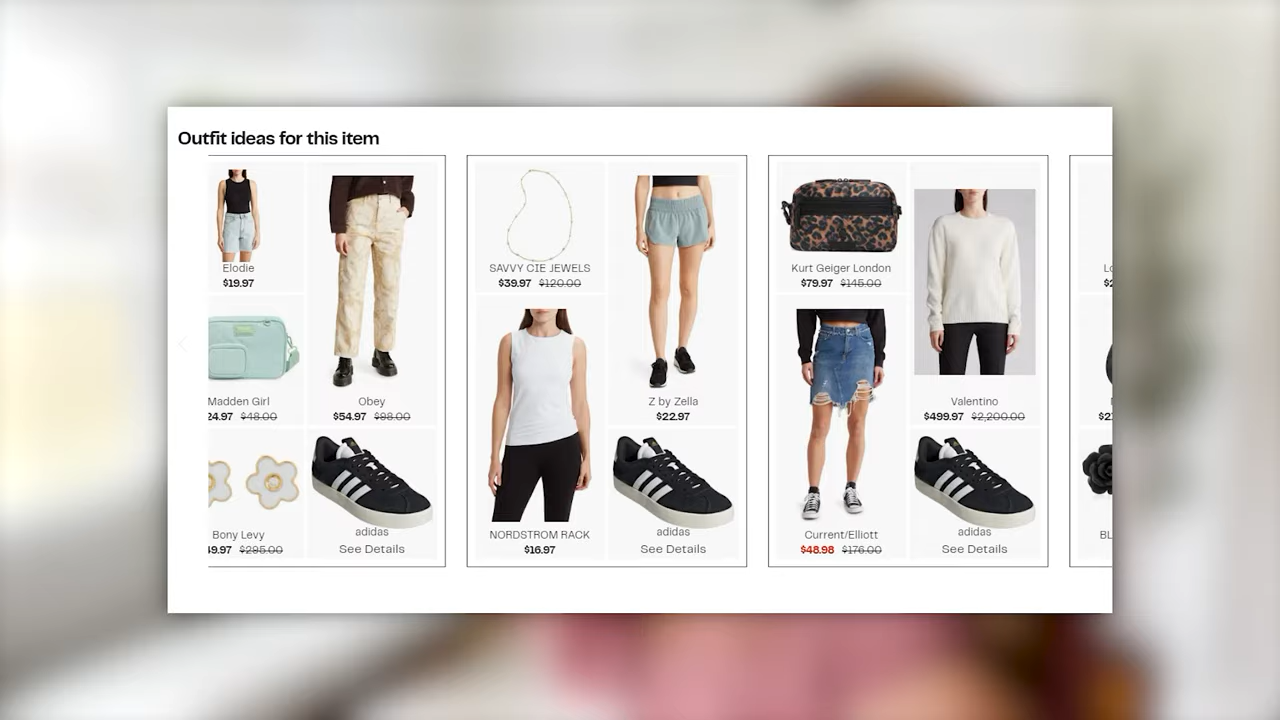 Outfit ideas for this item
Elodie
$19.97
Madden Girl
24.97 $48.00
Bony Levy
$295.00
Obey
$54.97 $98.00
adidas
See Details
SAVVY CIE JEWELS
$39.97 $120.00
NORDSTROM RACK
$16.97
Z by Zella
$22.97
adidas
See Details
Kurt Geiger London
$79.97 $145.00
Current/Elliott
$48.98 $176.00
Valentino
$499.97 $2,200.00
adidas
See Details